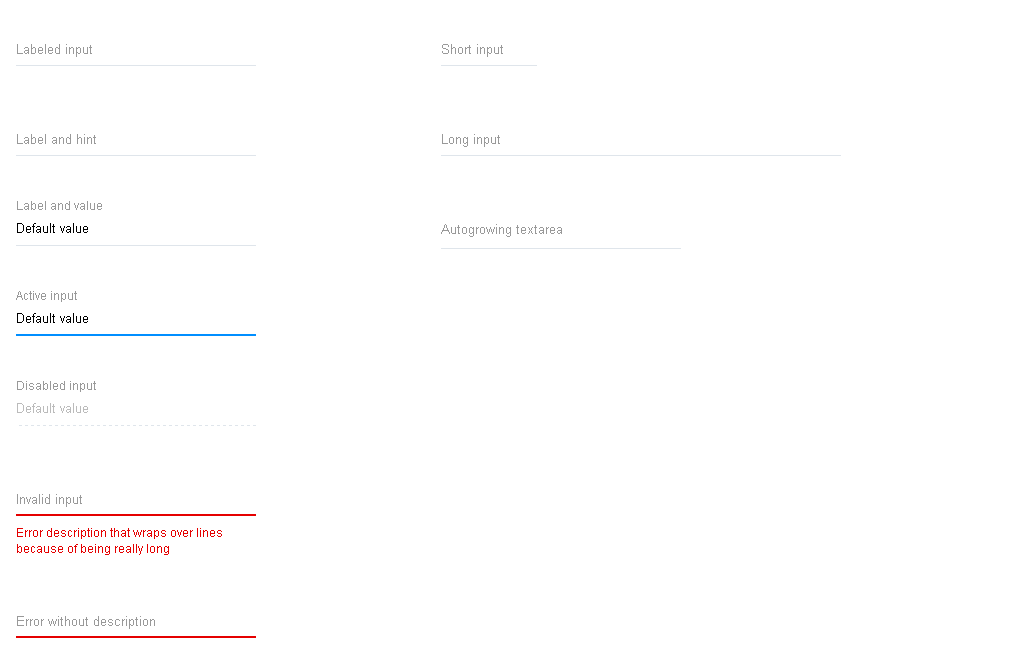 Labeled input
Short input
Label and hint
Long input
Label and value
Default value
Autogrowing textarea
Active input
Default value
Disabled input
Default value
Invalid input
Error description that wraps over lines
because of being really long
Error without description